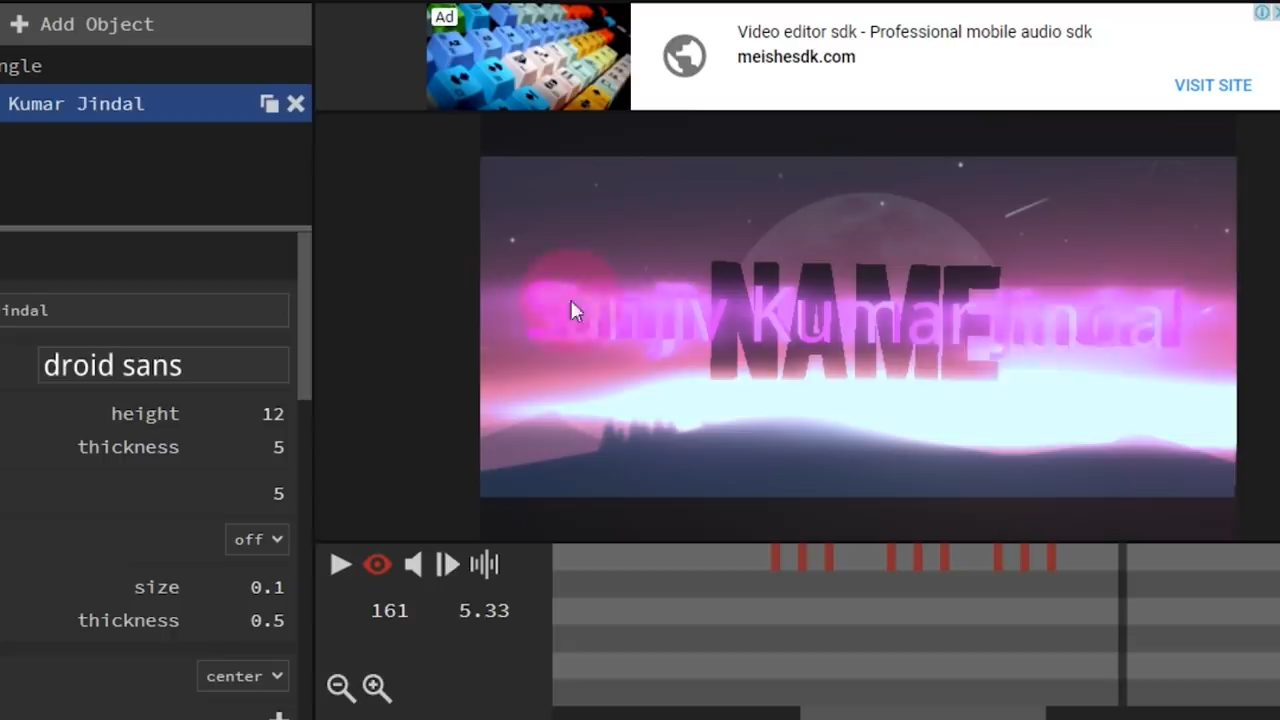 Add Object
ngle
Kumar Jindal
indal
droid sans
height 12
thickness 5
5
off
size 0.1
thickness 0.5
center
Ad
Video editor sdk - Professional mobile audio sdk
meishesdk.com
VISIT SITE
NAME
Sanjiv Kumar Jindal
161 5.33